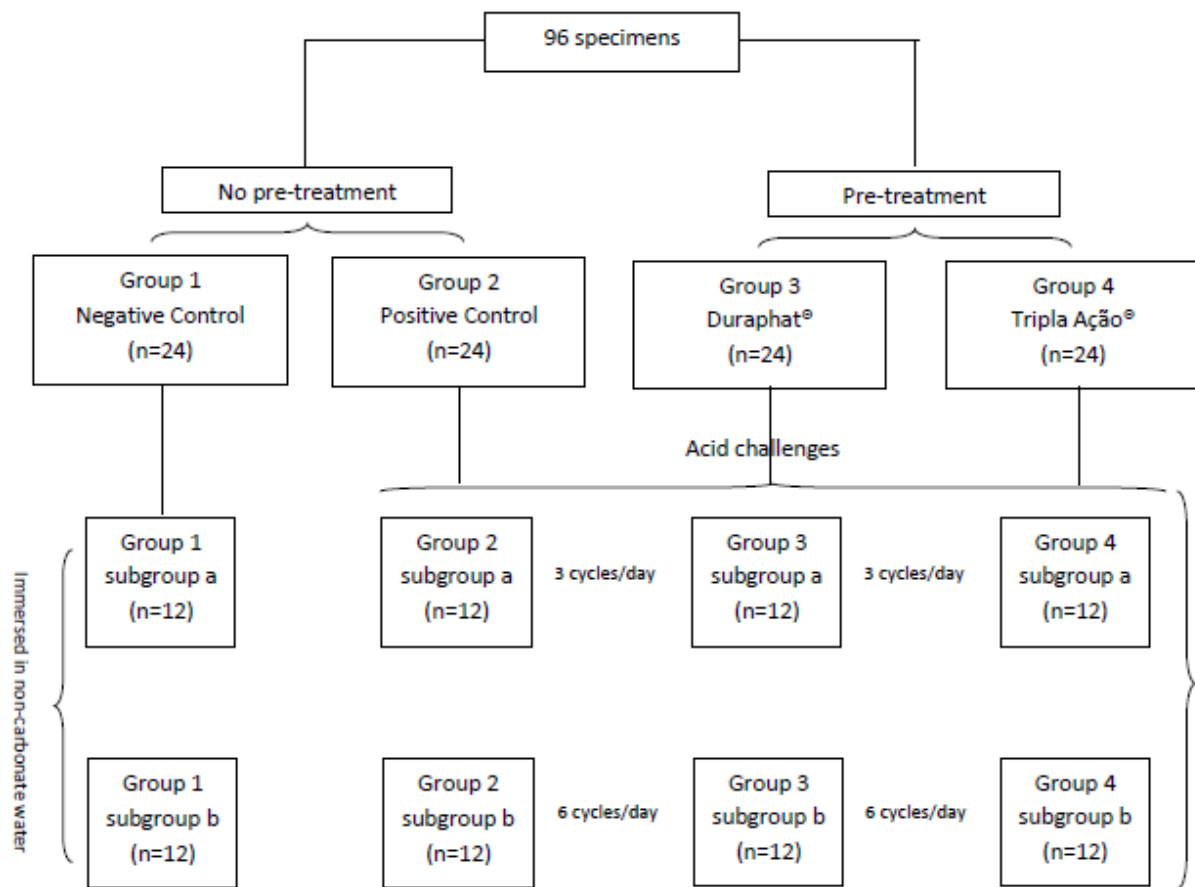 96 specimens
No pre-treatment
Pre-treatment
Group 1
Negative Control
(n=24)
Group 2
Positive Control
(n=24)
Group 3
Duraphat®
(n=24)
Group 4
Tripla Ação®
(n=24)
Acid challenges
Immersed in non-carbonate water
Group 1
subgroup a
(n=12)
Group 2
subgroup a
(n=12)
3 cycles/day
Group 3
subgroup a
(n=12)
3 cycles/day
Group 4
subgroup a
(n=12)
Group 1
subgroup b
(n=12)
Group 2
subgroup b
(n=12)
6 cycles/day
Group 3
subgroup b
(n=12)
6 cycles/day
Group 4
subgroup b
(n=12)